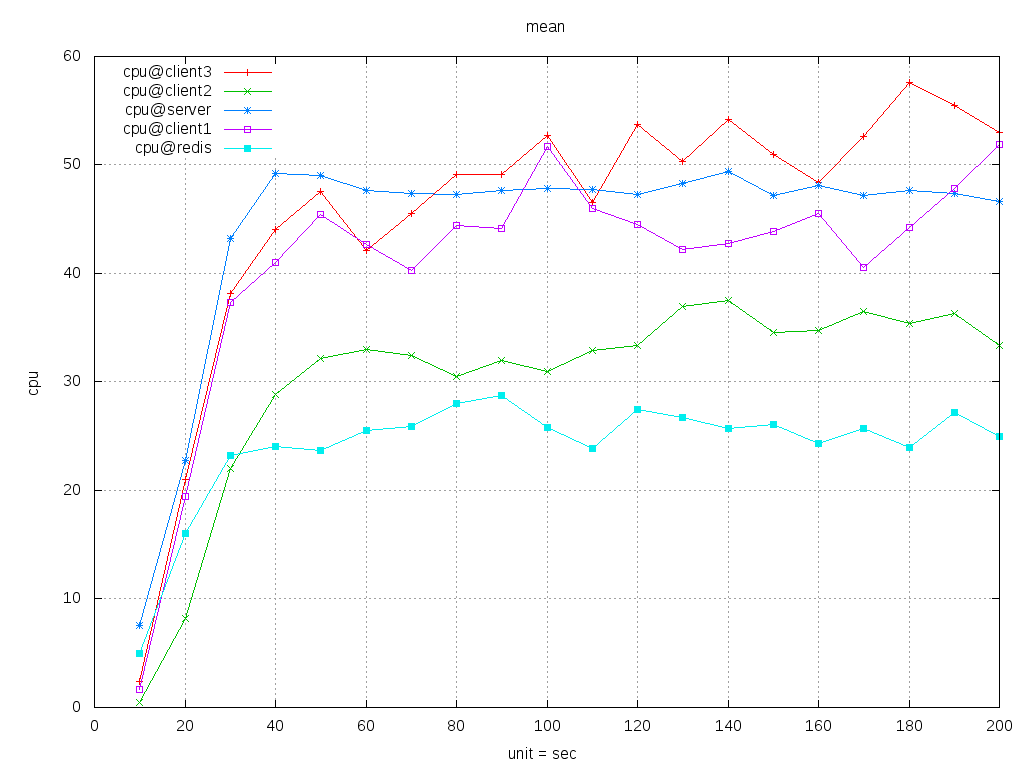 mean
60
50
40
30
20
10
0
cpu
cpu@client3
cpu@client2
cpu@server
cpu@client1
cpu@redis
0 20 40 60 80 100 120 140 160 180 200
unit = sec